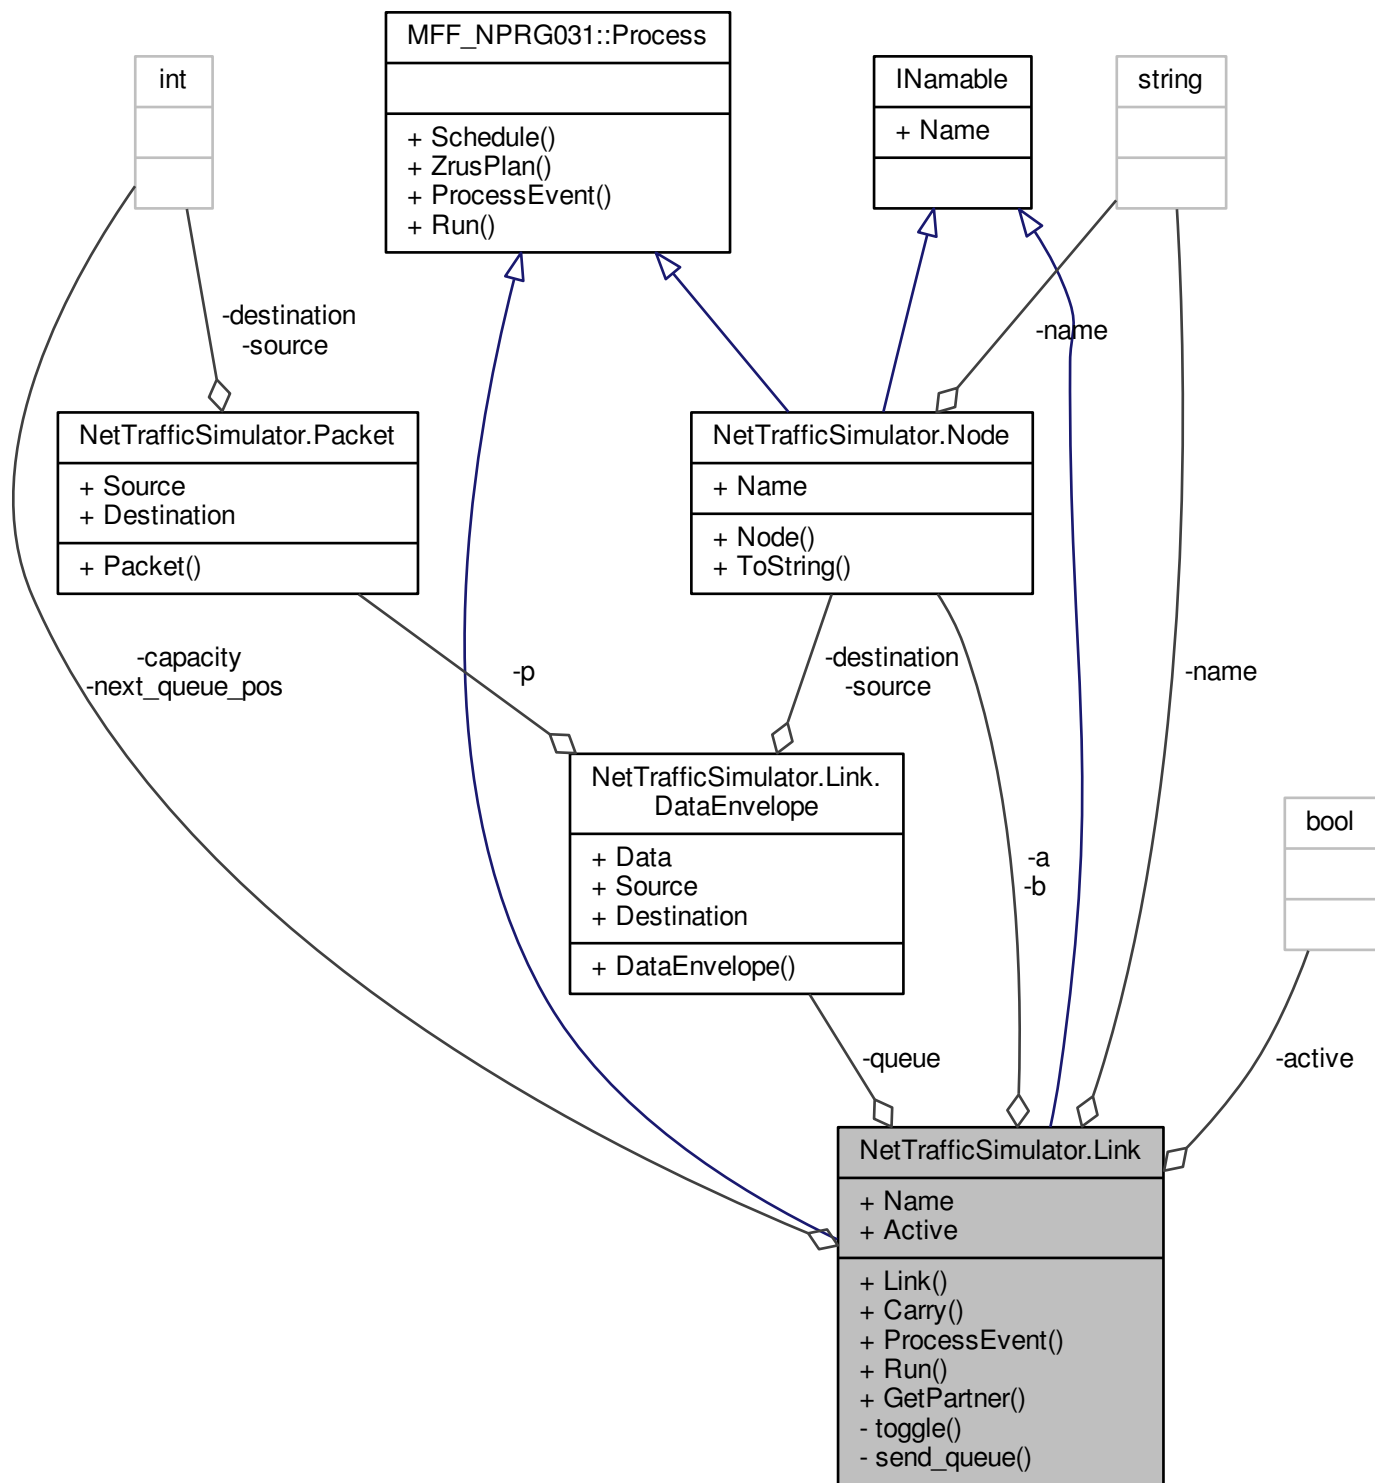 MFF_NPRG031::Process
+ Schedule()
+ ZrusPlan()
+ ProcessEvent()
+ Run()
int
INamable
+ Name
string
-destination
-source
-name
NetTrafficSimulator.Packet
+ Source
+ Destination
+ Packet()
NetTrafficSimulator.Node
+ Name
+ Node()
+ ToString()
-capacity
-next_queue_pos
-p
-destination
-source
-name
NetTrafficSimulator.Link.
DataEnvelope
+ Data
+ Source
+ Destination
+ DataEnvelope()
-a
-b
bool
-queue
-active
NetTrafficSimulator.Link
+ Name
+ Active
+ Link()
+ Carry()
+ ProcessEvent()
+ Run()
+ GetPartner()
- toggle()
- send_queue()